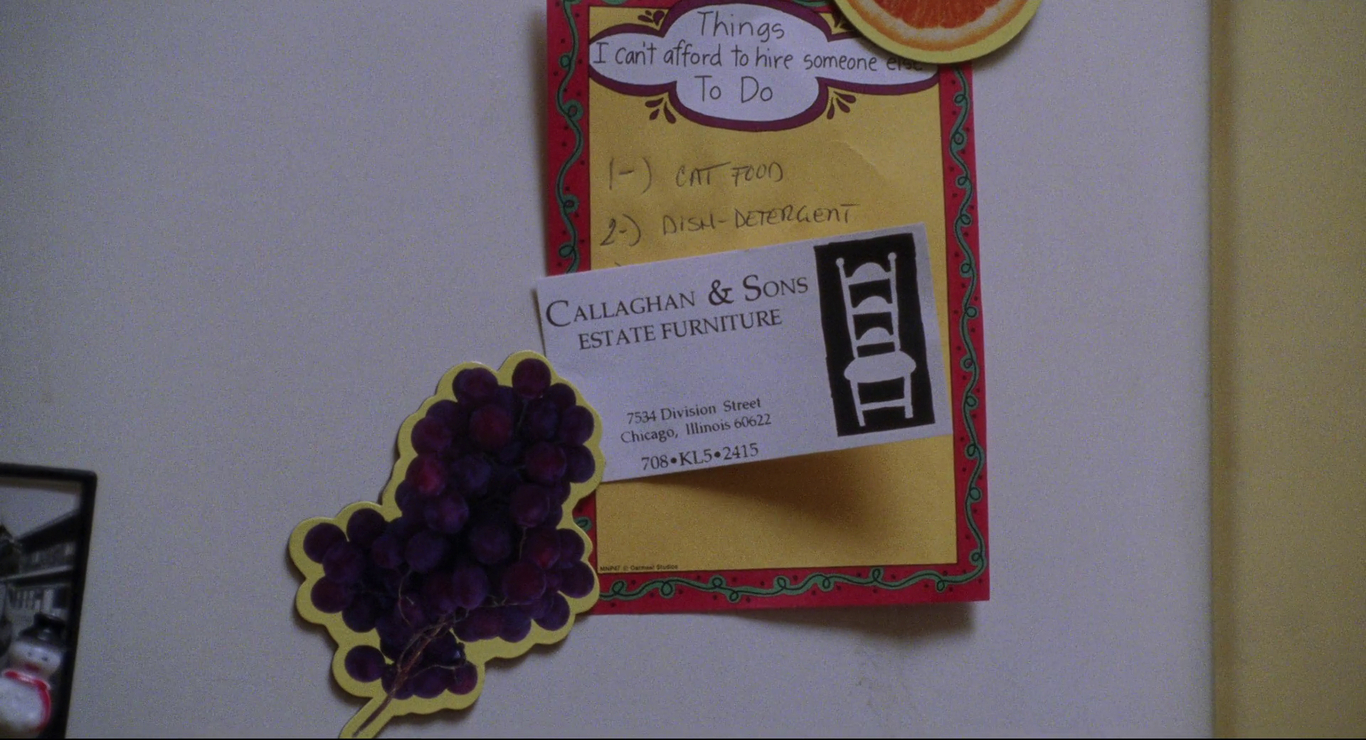 Things
I can't afford to hire someone else
To Do
1-) CAT FOOD
2-) DISH-DETERGENT
CALLAGHAN & SONS
ESTATE FURNITURE
7534 Division Street
Chicago, Illinois 60622
708•KL5•2415